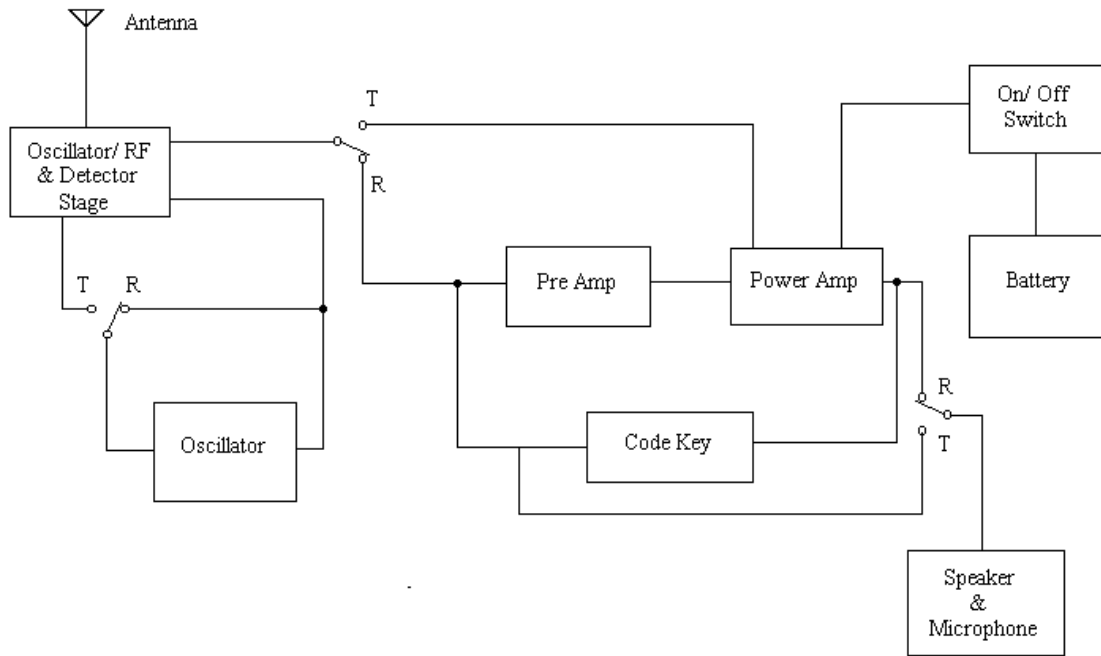 Antenna
T
On/ Off
Switch
Oscillator/ RF
& Detector
Stage
R
T
R
Pre Amp
Power Amp
Battery
R
T
Oscillator
Code Key
Speaker
&
Microphone